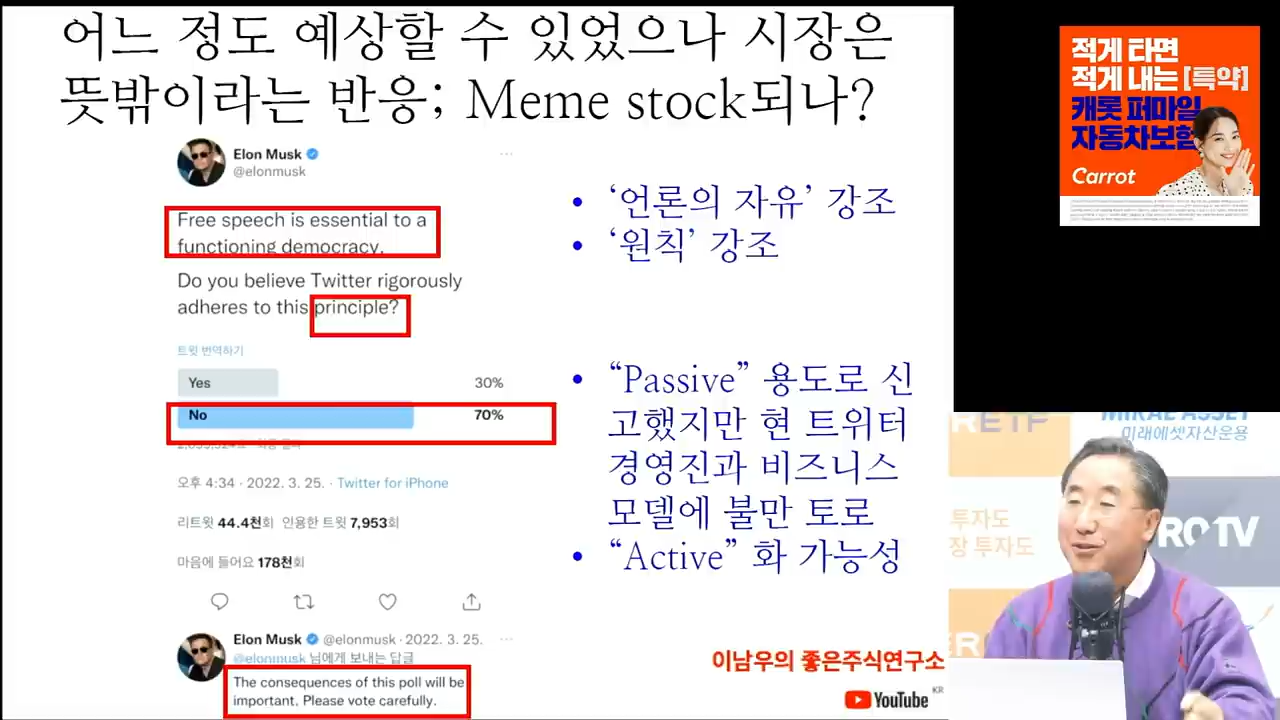 어느 정도 예상할 수 있었으나 시장은
뜻밖이라는 반응; Meme stock되나?
Elon Musk
@elonmusk
Free speech is essential to a
functioning democracy.
Do you believe Twitter rigorously
adheres to this principle?
트윗 번역하기
Yes 30%
No 70%
오후 4:34 · 2022. 3. 25. · Twitter for iPhone
리트윗 44.4천회 인용한 트윗 7,953회
마음에 들어요 178천회
Elon Musk @elonmusk · 2022. 3. 25.
@elonmusk 님에게 보내는 답글
The consequences of this poll will be
important. Please vote carefully.
• ‘언론의 자유’ 강조
• ‘원칙’ 강조
• “Passive” 용도로 신
고했지만 현 트위터
경영진과 비즈니스
모델에 불만 토로
• “Active” 화 가능성
이남우의 좋은주식연구소
YouTube KR
적게 타면
적게 내는 [특약]
캐롯 퍼마일
자동차보험
Carrot
ETF
MIRAE ASSET
미래에셋자산운용
투자도
장 투자도
RO TV